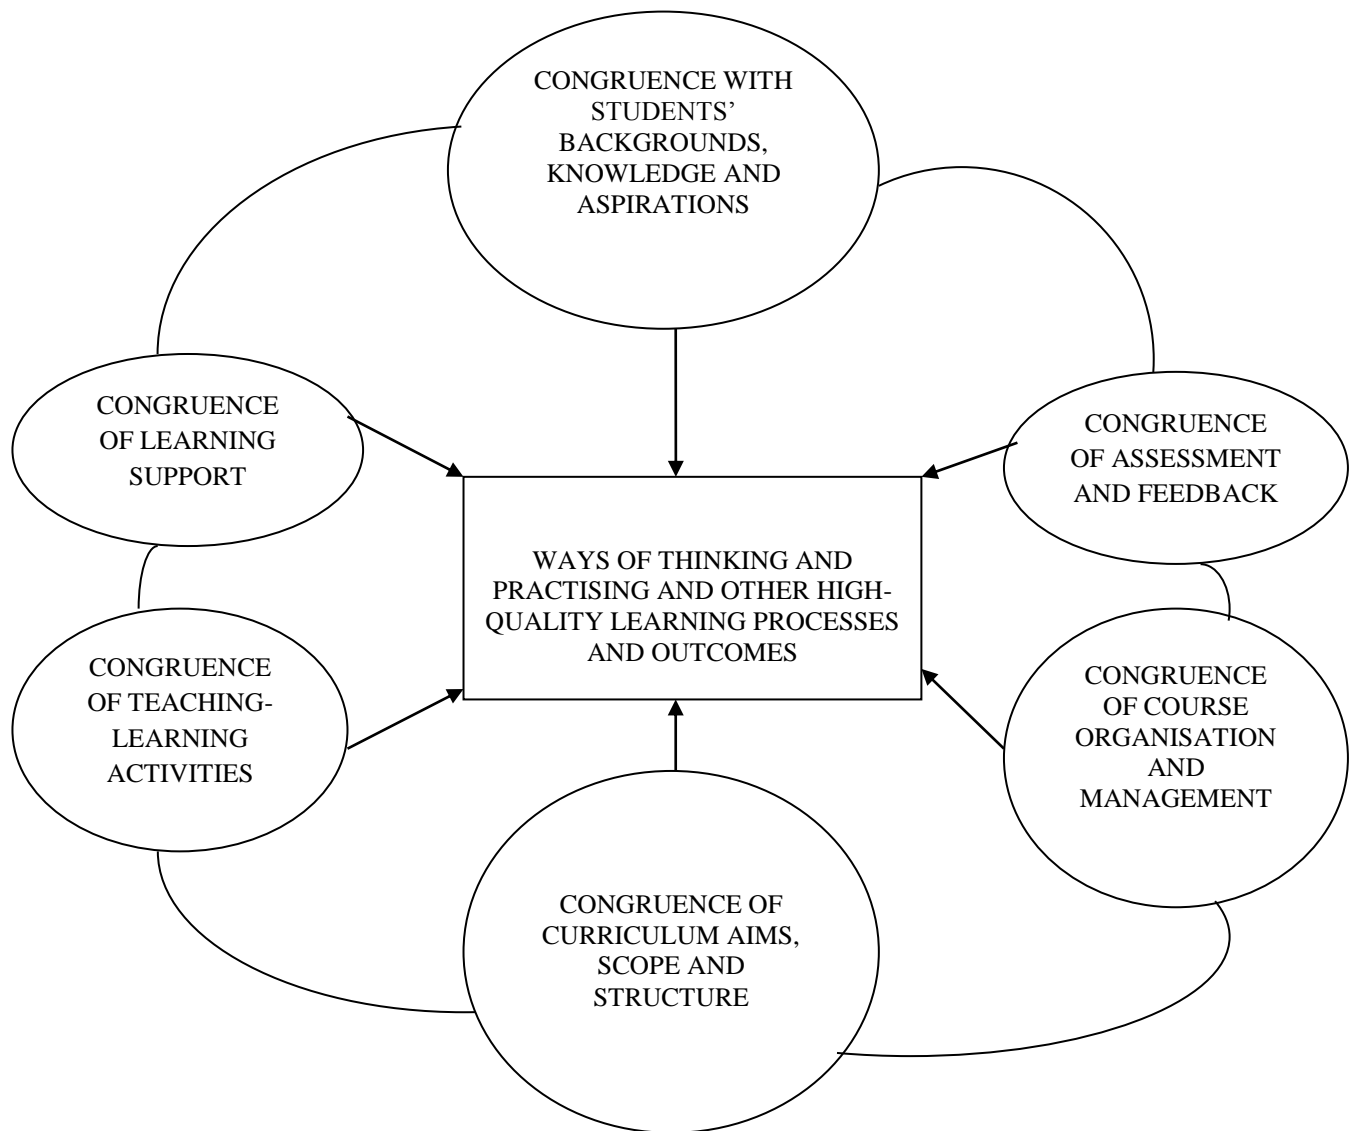 CONGRUENCE WITH
STUDENTS’
BACKGROUNDS,
KNOWLEDGE AND
ASPIRATIONS
CONGRUENCE
OF LEARNING
SUPPORT
CONGRUENCE
OF ASSESSMENT
AND FEEDBACK
WAYS OF THINKING AND
PRACTISING AND OTHER HIGH-
QUALITY LEARNING PROCESSES
AND OUTCOMES
CONGRUENCE
OF TEACHING-
LEARNING
ACTIVITIES
CONGRUENCE
OF COURSE
ORGANISATION
AND
MANAGEMENT
CONGRUENCE OF
CURRICULUM AIMS,
SCOPE AND
STRUCTURE